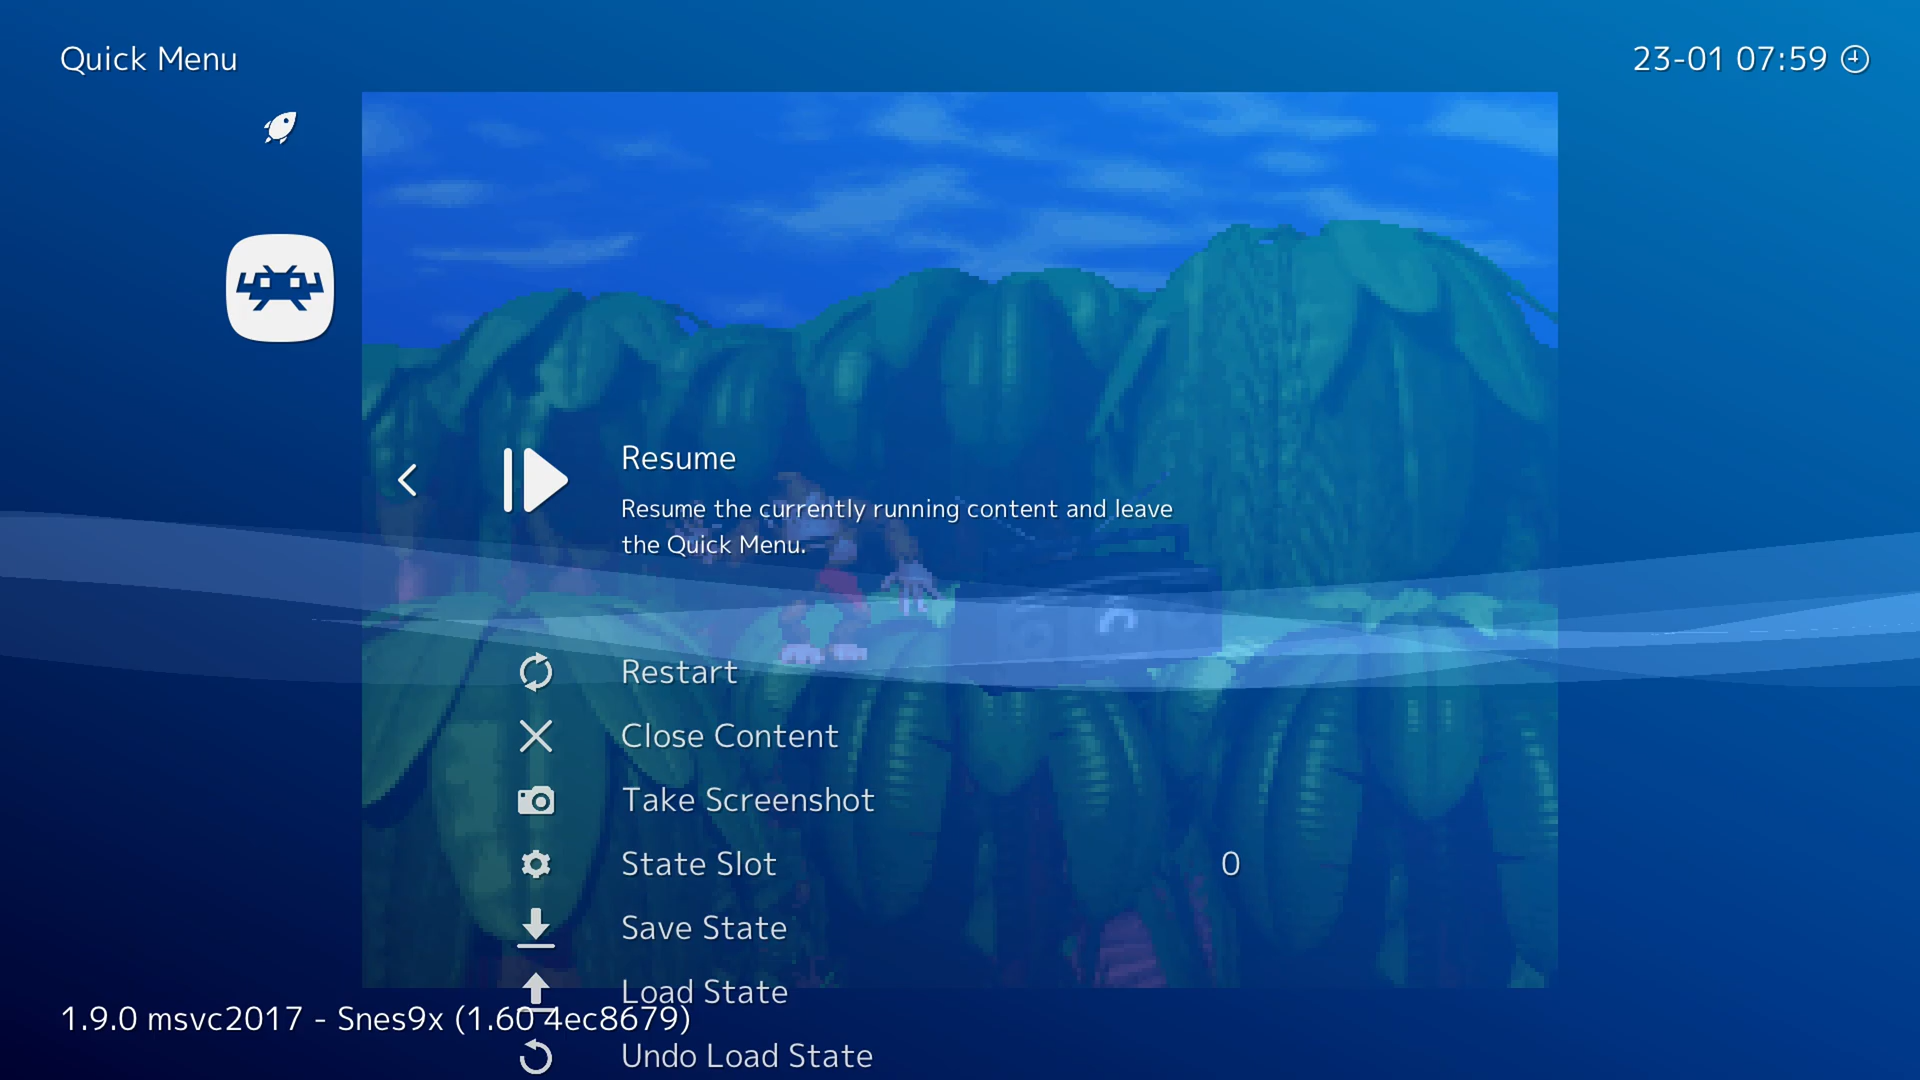 Quick Menu
23-01 07:59
Resume
Resume the currently running content and leave
the Quick Menu.
Restart
Close Content
Take Screenshot
State Slot 0
Save State
Load State
1.9.0 msvc2017 - Snes9x (1.60 4ec8679)
Undo Load State